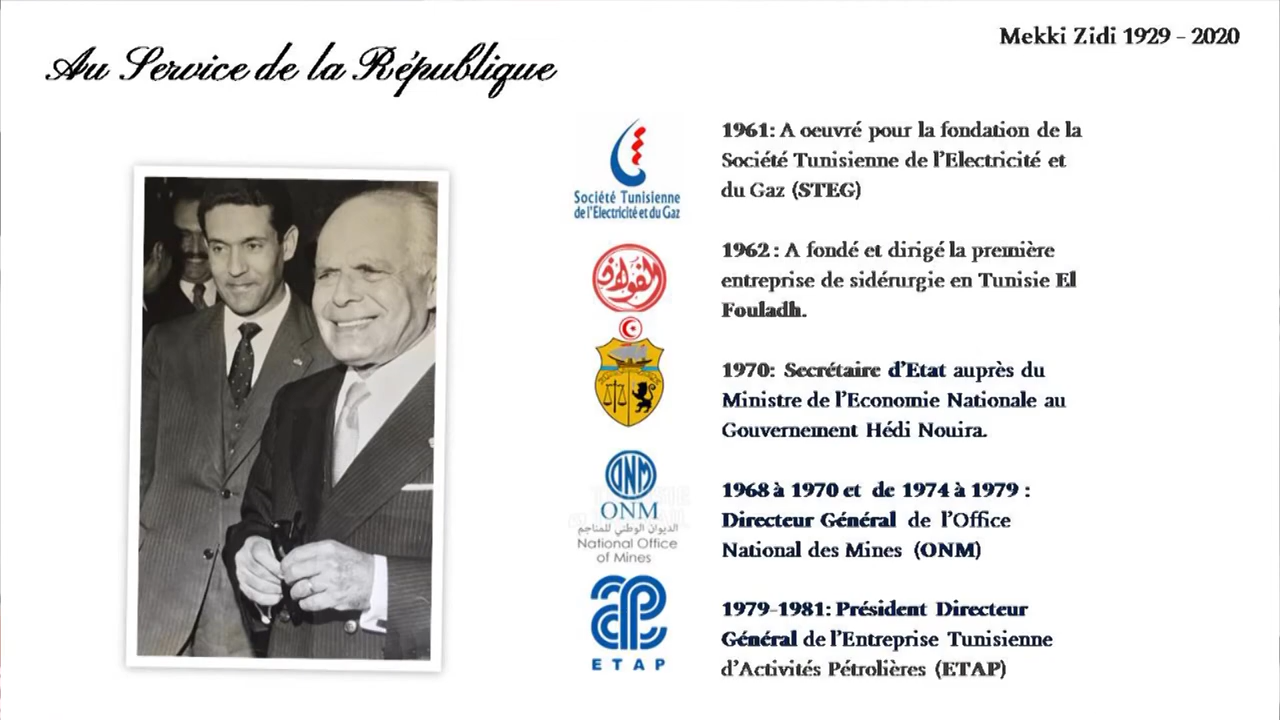 Au Service de la République
Mekki Zidi 1929 - 2020
1961: A oeuvré pour la fondation de la
Société Tunisienne de l'Electricité et
du Gaz (STEG)
Société Tunisienne
de l'Electricité et du Gaz
1962 : A fondé et dirigé la première
entreprise de sidérurgie en Tunisie El
Fouladh.
الفولاذ
1970: Secrétaire d'Etat auprès du
Ministre de l'Economie Nationale au
Gouvernement Hédi Nouira.
1968 à 1970 et de 1974 à 1979 :
Directeur Général de l'Office
National des Mines (ONM)
ONM
ONM
الديوان الوطني للمناجم
National Office
of Mines
1979-1981: Président Directeur
Général de l'Entreprise Tunisienne
d'Activités Pétrolières (ETAP)
ETAP